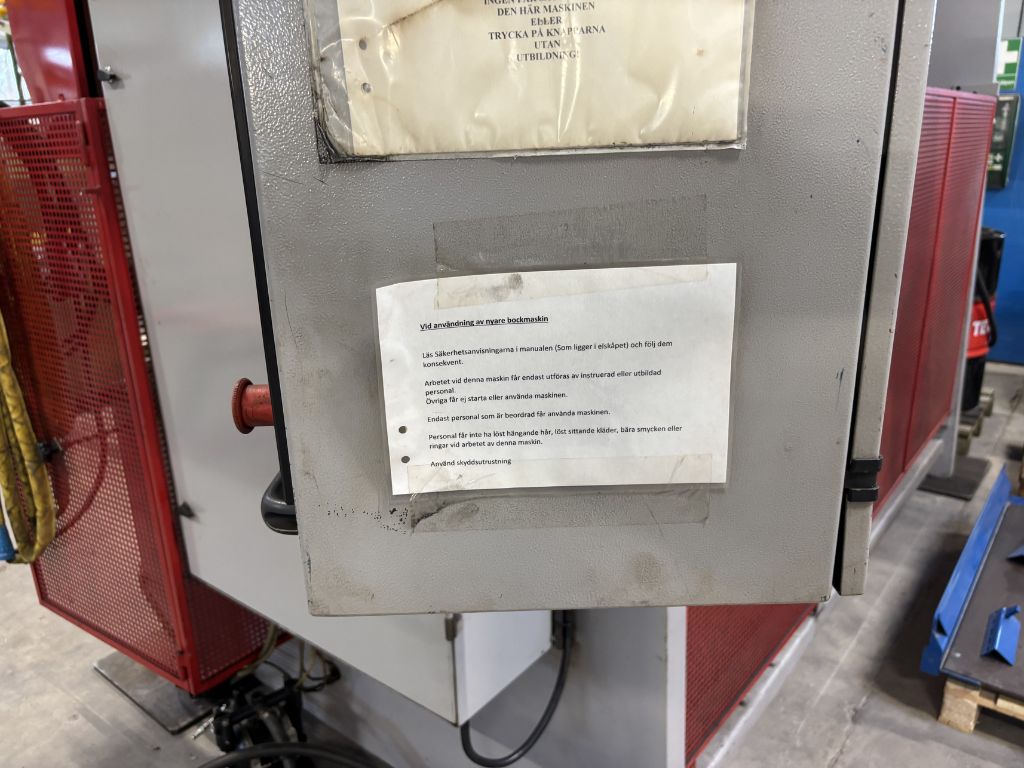 DEN HÄR MASKINEN
ELLER
TRYCKA PÅ KNAPPARNA
UTAN
UTBILDNING!
Vid användning av nyare bockmaskin
Läs Säkerhetsanvisningarna i manualen (Som ligger i elskåpet) och följ dem
konsekvent.
Arbetet vid denna maskin får endast utföras av instruerad eller utbildad
personal.
Övriga får ej starta eller använda maskinen.
Endast personal som är beordrad får använda maskinen.
Personal får inte ha löst hängande hår, löst sittande kläder, bära smycken eller
ringar vid arbetet av denna maskin.
Använd skyddsutrustning